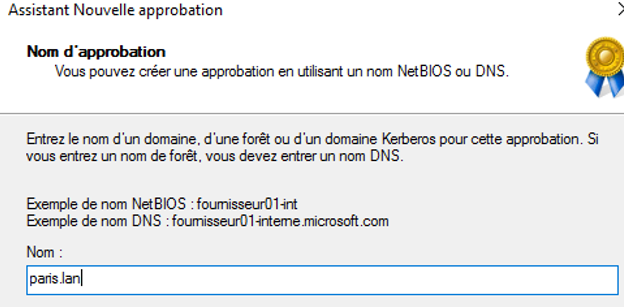 Assistant Nouvelle approbation
Nom d'approbation
Vous pouvez créer une approbation en utilisant un nom NetBIOS ou DNS.
Entrez le nom d'un domaine, d'une forêt ou d'un domaine Kerberos pour cette approbation. Si
vous entrez un nom de forêt, vous devez entrer un nom DNS.
Exemple de nom NetBIOS : fournisseur01-int
Exemple de nom DNS : fournisseur01-interne.microsoft.com
Nom :
paris.lan